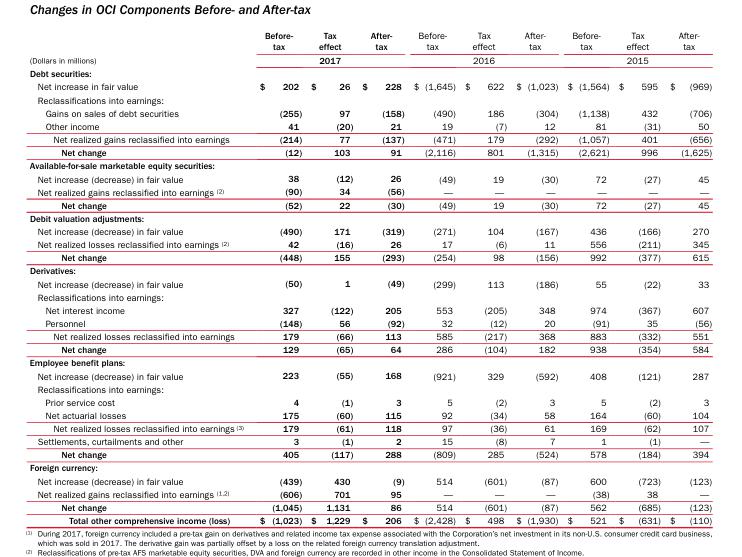 Changes in OCI Components Before- and After-tax
Before- Tax After- Before- Tax After- Before- Tax After-
tax effect tax tax effect tax tax effect tax
(Dollars in millions) 2017 2016 2015
Debt securities:
Net increase in fair value $ 202 $ 26 $ 228 $ (1,645) $ 622 $ (1,023) $ (1,564) $ 595 $ (969)
Reclassifications into earnings:
Gains on sales of debt securities (255) 97 (158) (490) 186 (304) (1,138) 432 (706)
Other income 41 (20) 21 19 (7) 12 81 (31) 50
Net realized gains reclassified into earnings (214) 77 (137) (471) 179 (292) (1,057) 401 (656)
Net change (12) 103 91 (2,116) 801 (1,315) (2,621) 996 (1,625)
Available-for-sale marketable equity securities:
Net increase (decrease) in fair value 38 (12) 26 (49) 19 (30) 72 (27) 45
Net realized gains reclassified into earnings (2) (90) 34 (56) — — — — — —
Net change (52) 22 (30) (49) 19 (30) 72 (27) 45
Debit valuation adjustments:
Net increase (decrease) in fair value (490) 171 (319) (271) 104 (167) 436 (166) 270
Net realized losses reclassified into earnings (2) 42 (16) 26 17 (6) 11 556 (211) 345
Net change (448) 155 (293) (254) 98 (156) 992 (377) 615
Derivatives:
Net increase (decrease) in fair value (50) 1 (49) (299) 113 (186) 55 (22) 33
Reclassifications into earnings:
Net interest income 327 (122) 205 553 (205) 348 974 (367) 607
Personnel (148) 56 (92) 32 (12) 20 (91) 35 (56)
Net realized losses reclassified into earnings 179 (66) 113 585 (217) 368 883 (332) 551
Net change 129 (65) 64 286 (104) 182 938 (354) 584
Employee benefit plans:
Net increase (decrease) in fair value 223 (55) 168 (921) 329 (592) 408 (121) 287
Reclassifications into earnings:
Prior service cost 4 (1) 3 5 (2) 3 5 (2) 3
Net actuarial losses 175 (60) 115 92 (34) 58 164 (60) 104
Net realized losses reclassified into earnings (3) 179 (61) 118 97 (36) 61 169 (62) 107
Settlements, curtailments and other 3 (1) 2 15 (8) 7 1 (1) —
Net change 405 (117) 288 (809) 285 (524) 578 (184) 394
Foreign currency:
Net increase (decrease) in fair value (439) 430 (9) 514 (601) (87) 600 (723) (123)
Net realized gains reclassified into earnings (1,2) (606) 701 95 — — — (38) 38 —
Net change (1,045) 1,131 86 514 (601) (87) 562 (685) (123)
Total other comprehensive income (loss) $ (1,023) $ 1,229 $ 206 $ (2,428) $ 498 $ (1,930) $ 521 $ (631) $ (110)
(1) During 2017, foreign currency included a pre-tax gain on derivatives and related income tax expense associated with the Corporation's net investment in its non-U.S. consumer credit card business,
which was sold in 2017. The derivative gain was partially offset by a loss on the related foreign currency translation adjustment.
(2) Reclassifications of pre-tax AFS marketable equity securities, DVA and foreign currency are recorded in other income in the Consolidated Statement of Income.